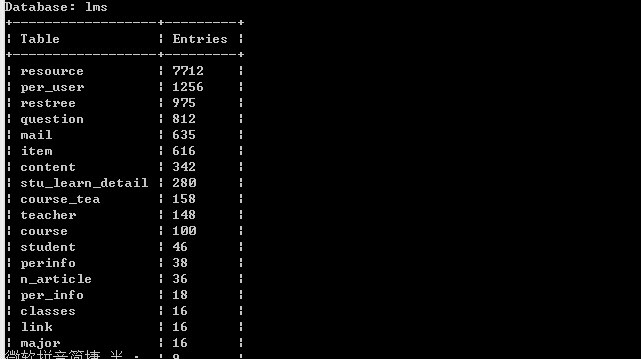 Database: lms
+------------------+---------+
¦ Table            ¦ Entries ¦
+------------------+---------+
¦ resource         ¦ 7712    ¦
¦ per_user         ¦ 1256    ¦
¦ restree          ¦ 975     ¦
¦ question         ¦ 812     ¦
¦ mail             ¦ 635     ¦
¦ item             ¦ 616     ¦
¦ content          ¦ 342     ¦
¦ stu_learn_detail ¦ 280     ¦
¦ course_tea       ¦ 158     ¦
¦ teacher          ¦ 148     ¦
¦ course           ¦ 100     ¦
¦ student          ¦ 46      ¦
¦ perinfo          ¦ 38      ¦
¦ n_article        ¦ 36      ¦
¦ per_info         ¦ 18      ¦
¦ classes          ¦ 16      ¦
¦ link             ¦ 16      ¦
¦ major            ¦ 16      ¦
微软拼音简捷 半 :